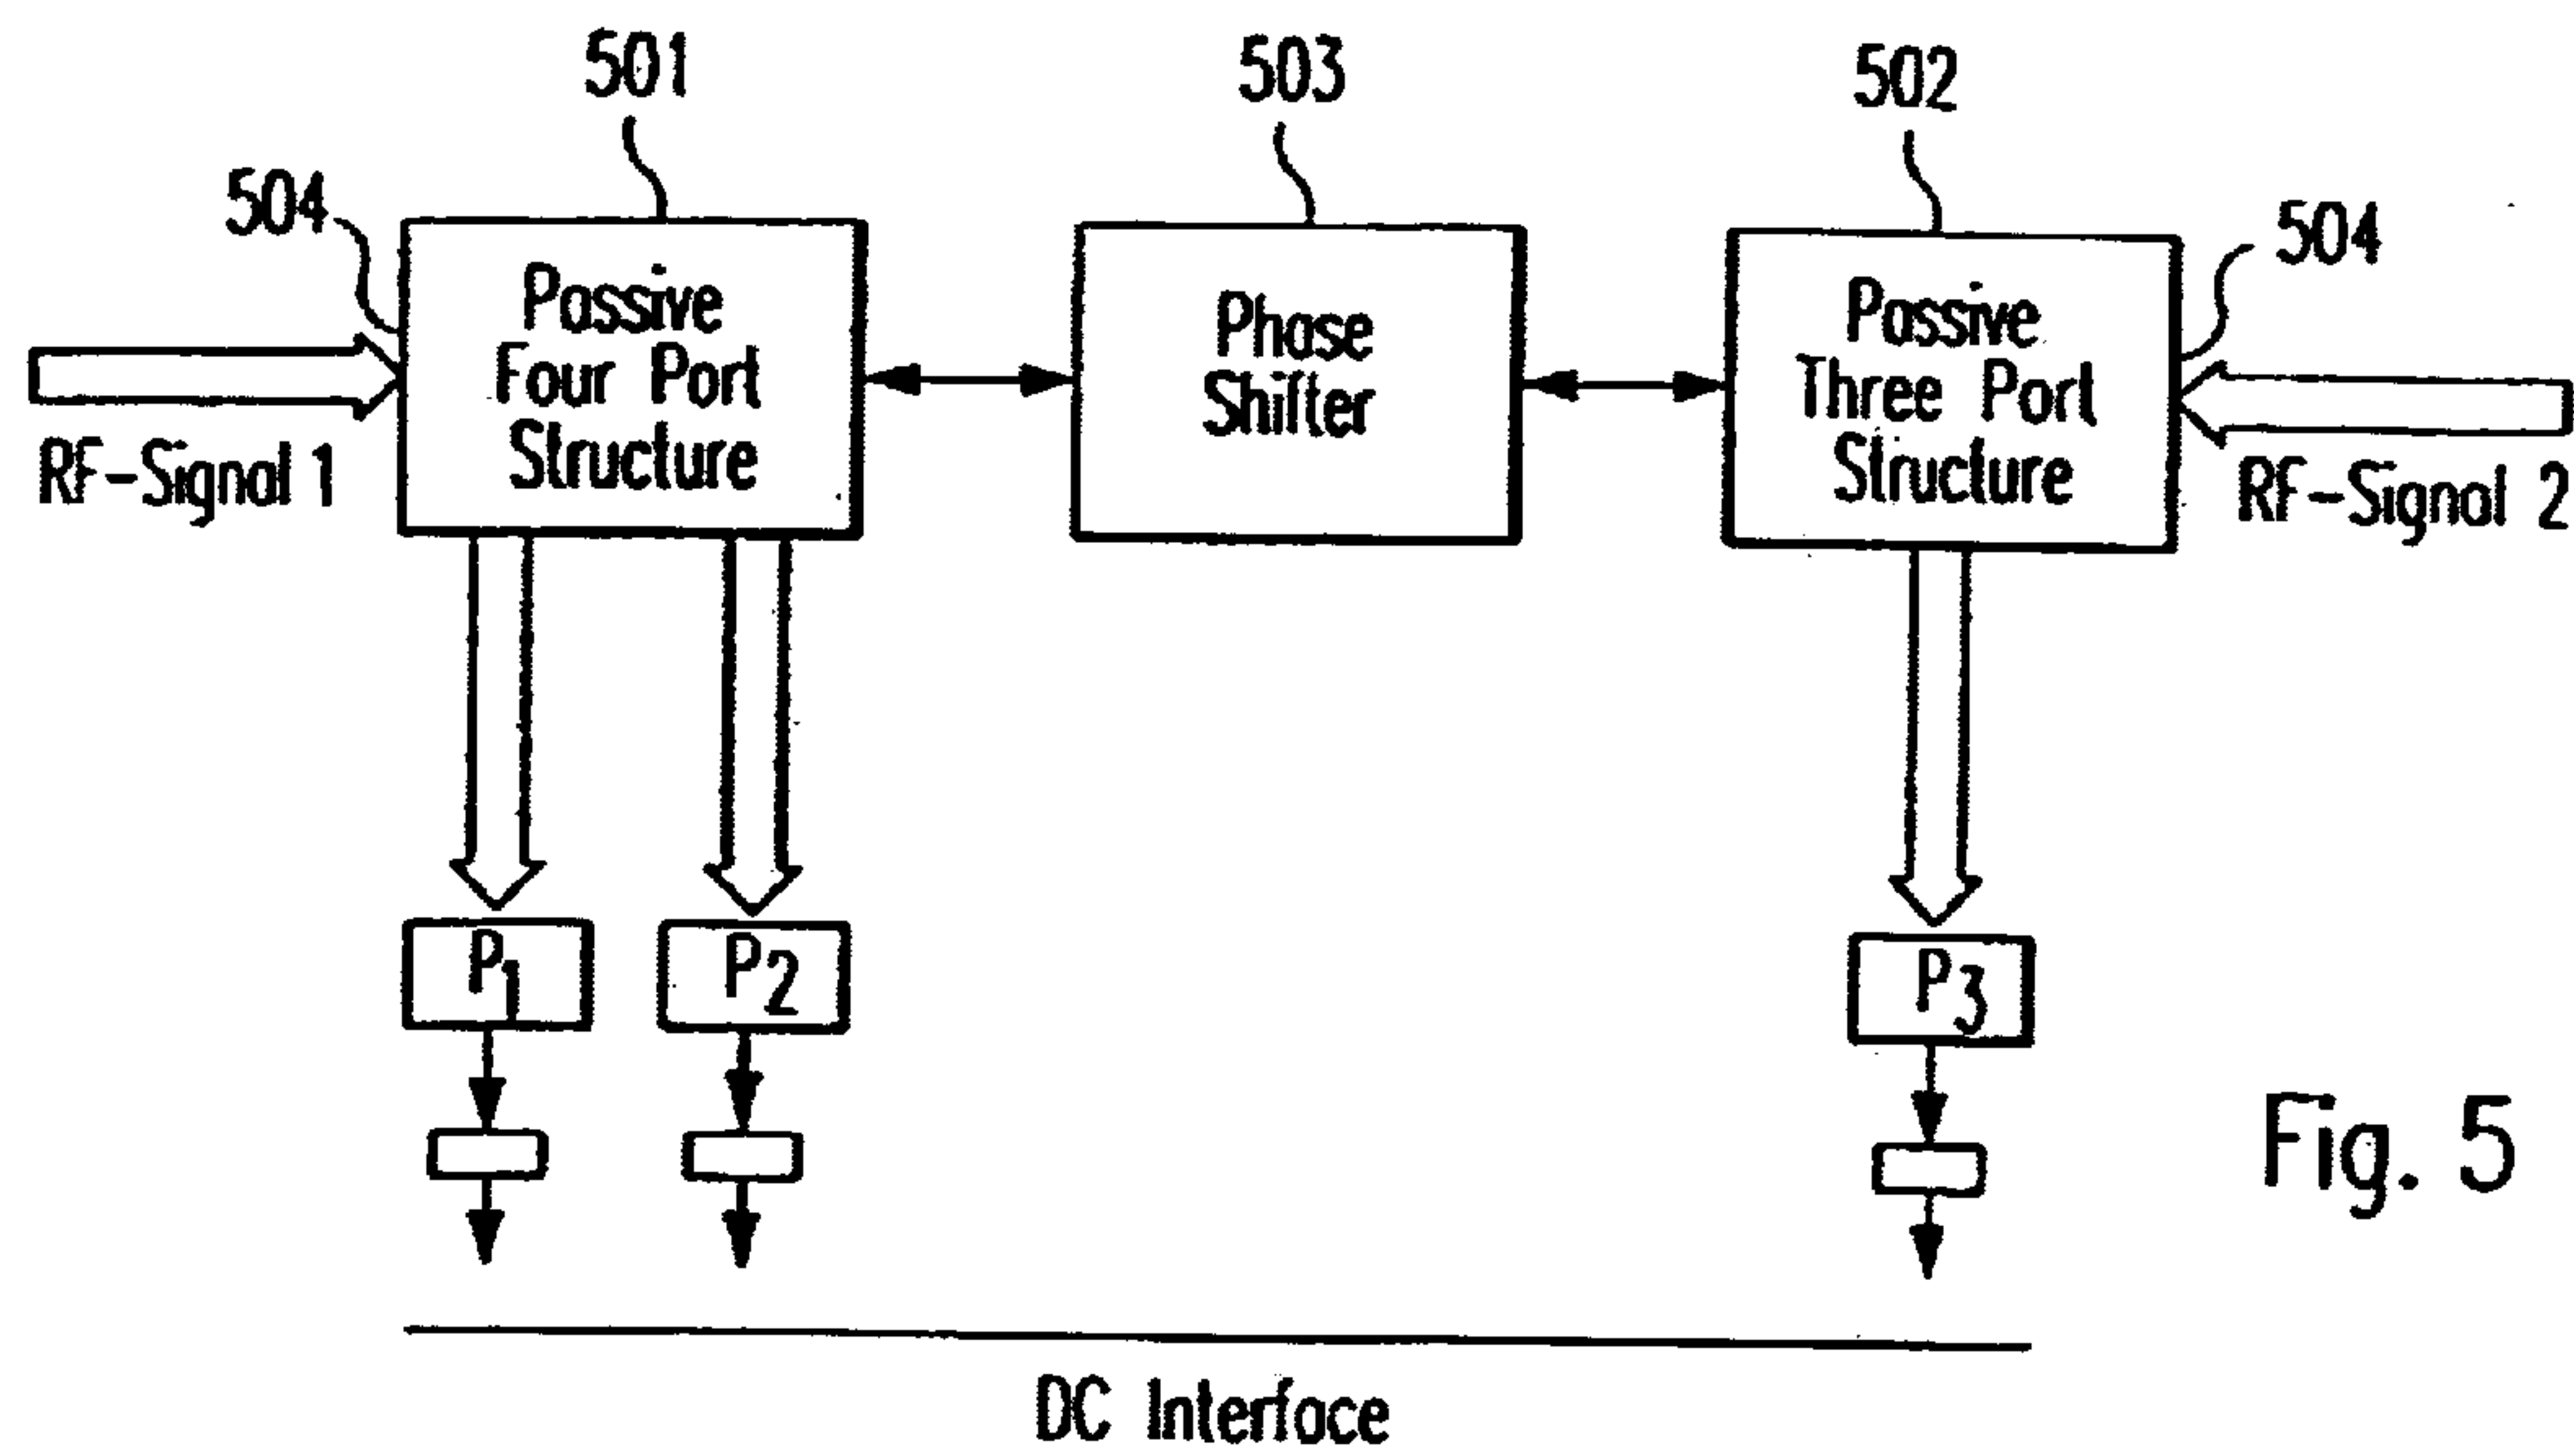 501
503
502
504
504
Passive
Four Port
Structure
Phase
Shifter
Passive
Three Port
Structure
RF-Signal 1
RF-Signal 2
P1
P2
P3
Fig. 5
DC Interface